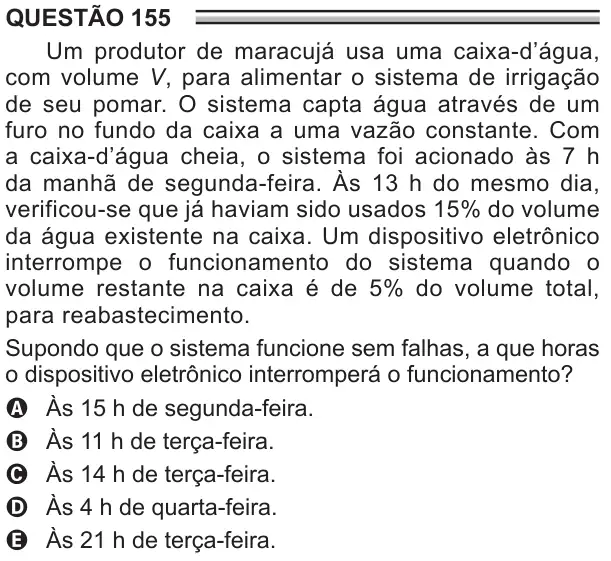 QUESTÃO 155
Um produtor de maracujá usa uma caixa-d’água,
com volume V, para alimentar o sistema de irrigação
de seu pomar. O sistema capta água através de um
furo no fundo da caixa a uma vazão constante. Com
a caixa-d’água cheia, o sistema foi acionado às 7 h
da manhã de segunda-feira. Às 13 h do mesmo dia,
verificou-se que já haviam sido usados 15% do volume
da água existente na caixa. Um dispositivo eletrônico
interrompe o funcionamento do sistema quando o
volume restante na caixa é de 5% do volume total,
para reabastecimento.
Supondo que o sistema funcione sem falhas, a que horas
o dispositivo eletrônico interromperá o funcionamento?
A Às 15 h de segunda-feira.
B Às 11 h de terça-feira.
C Às 14 h de terça-feira.
D Às 4 h de quarta-feira.
E Às 21 h de terça-feira.